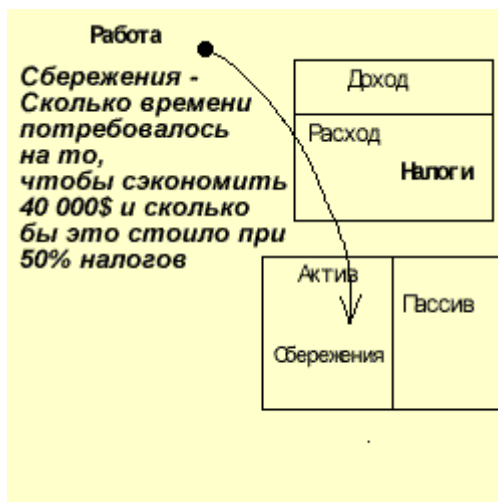 Работа
Сбережения -
Сколько времени
потребовалось
на то,
чтобы сэкономить
40 000$ и сколько
бы это стоило при
50% налогов
Доход
Расход
Налоги
Актив
Пассив
Сбережения